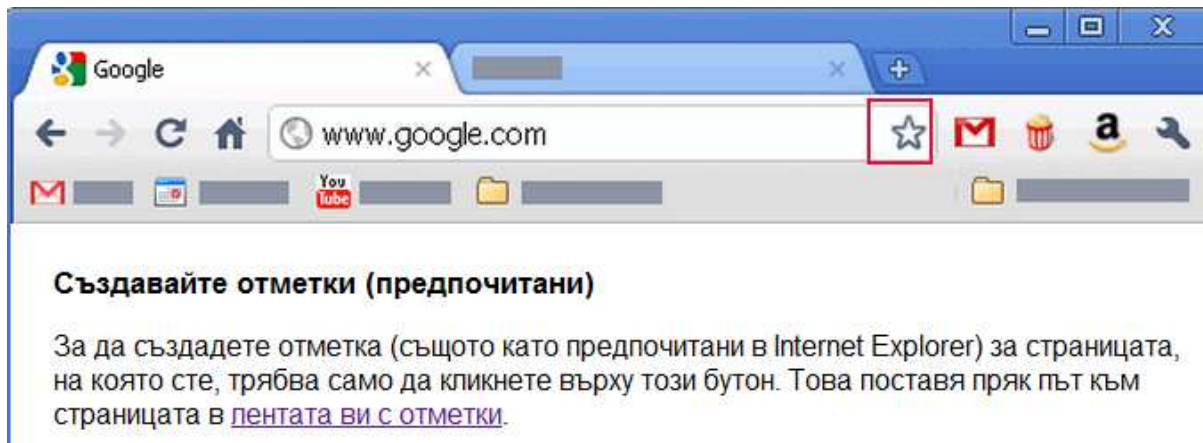 Google
www.google.com
You
Tube
a
Създавайте отметки (предпочитани)
За да създадете отметка (същото като предпочитани в Internet Explorer) за страницата,
на която сте, трябва само да кликнете върху този бутон. Това поставя пряк път към
страницата в лентата ви с отметки.